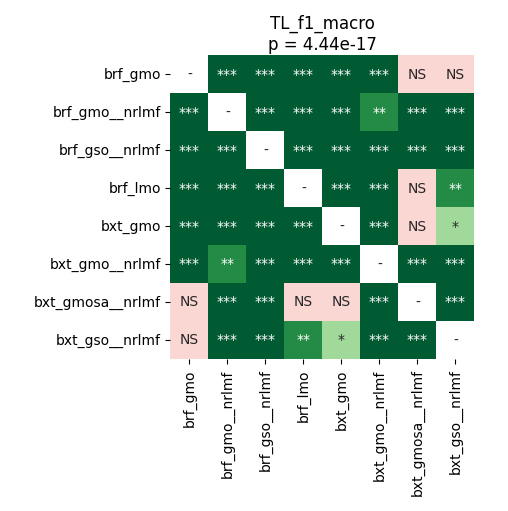 TL_f1_macro
p = 4.44e-17
brf_gmo - *** *** *** *** *** NS NS
brf_gmo__nrlmf *** - *** *** *** ** *** ***
brf_gso__nrlmf *** *** - *** *** *** *** ***
brf_lmo *** *** *** - *** *** NS **
bxt_gmo *** *** *** *** - *** NS *
bxt_gmo__nrlmf *** ** *** *** *** - *** ***
bxt_gmosa__nrlmf NS *** *** NS NS *** - ***
bxt_gso__nrlmf NS *** *** ** * *** *** -
brf_gmo
brf_gmo__nrlmf
brf_gso__nrlmf
brf_lmo
bxt_gmo
bxt_gmo__nrlmf
bxt_gmosa__nrlmf
bxt_gso__nrlmf